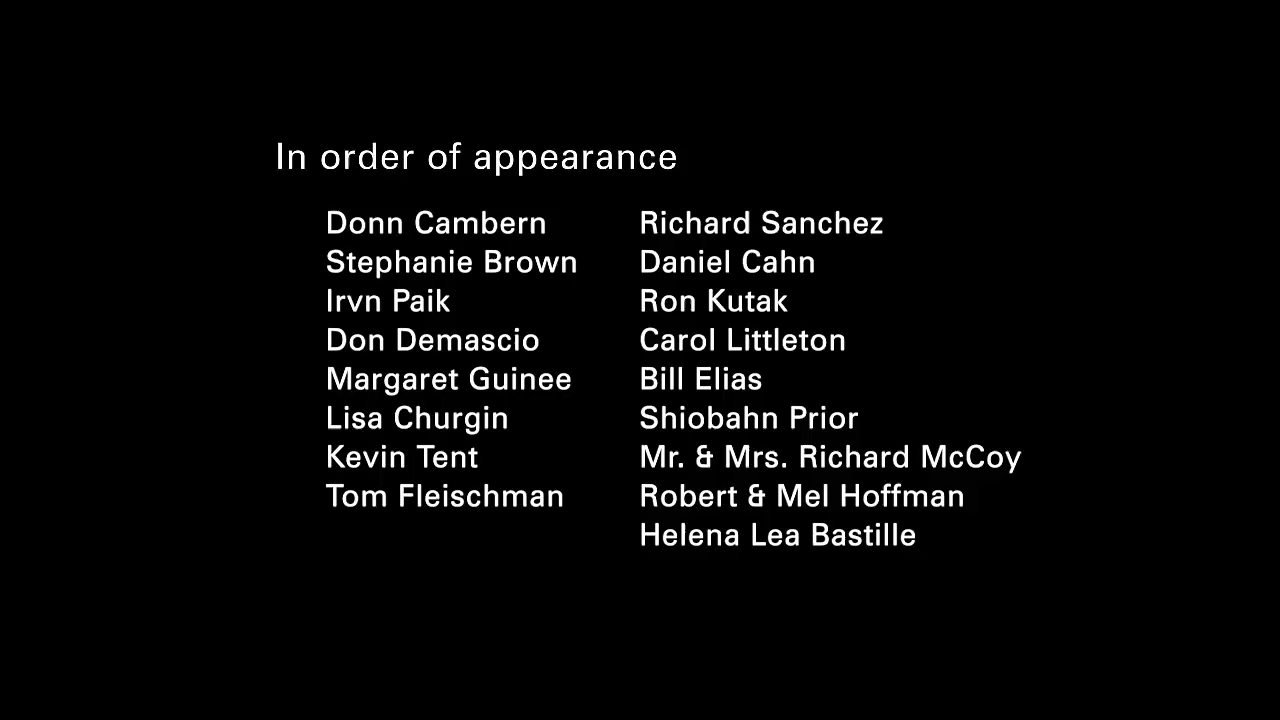 In order of appearance
Donn Cambern
Stephanie Brown
Irvn Paik
Don Demascio
Margaret Guinee
Lisa Churgin
Kevin Tent
Tom Fleischman
Richard Sanchez
Daniel Cahn
Ron Kutak
Carol Littleton
Bill Elias
Shiobahn Prior
Mr. & Mrs. Richard McCoy
Robert & Mel Hoffman
Helena Lea Bastille